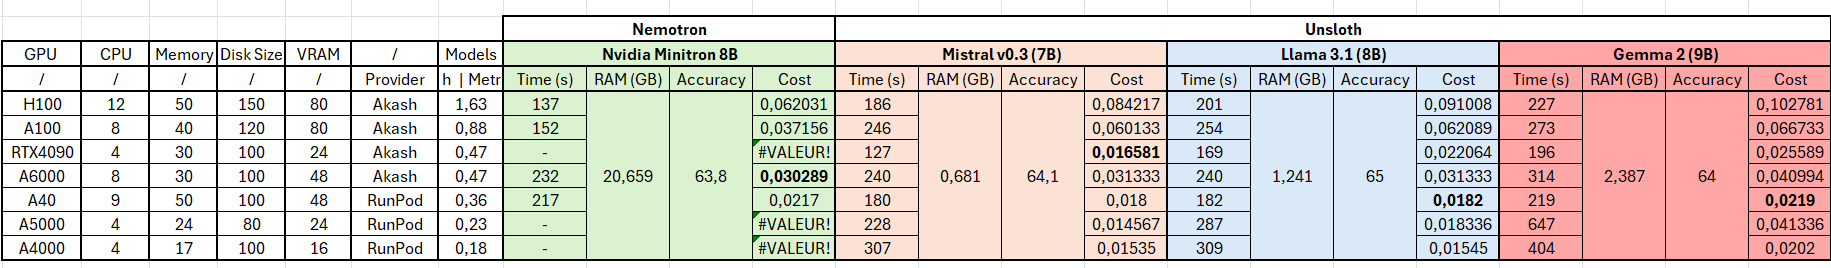 Nemotron Unsloth
GPU CPU Memory Disk Size VRAM / Models Nvidia Minitron 8B Mistral v0.3 (7B) Llama 3.1 (8B) Gemma 2 (9B)
/ / / / / Provider h | Metr Time (s) RAM (GB) Accuracy Cost Time (s) RAM (GB) Accuracy Cost Time (s) RAM (GB) Accuracy Cost Time (s) RAM (GB) Accuracy Cost
H100 12 50 150 80 Akash 1,63 137 0,062031 186 0,084217 201 0,091008 227 0,102781
A100 8 40 120 80 Akash 0,88 152 0,037156 246 0,060133 254 0,062089 273 0,066733
RTX4090 4 30 100 24 Akash 0,47 - #VALEUR! 127 0,016581 169 0,022064 196 0,025589
A6000 8 30 100 48 Akash 0,47 232 20,659 63,8 0,030289 240 0,681 64,1 0,031333 240 1,241 65 0,031333 314 2,387 64 0,040994
A40 9 50 100 48 RunPod 0,36 217 0,0217 180 0,018 182 0,0182 219 0,0219
A5000 4 24 80 24 RunPod 0,23 - #VALEUR! 228 0,014567 287 0,018336 647 0,041336
A4000 4 17 100 16 RunPod 0,18 - #VALEUR! 307 0,01535 309 0,01545 404 0,0202